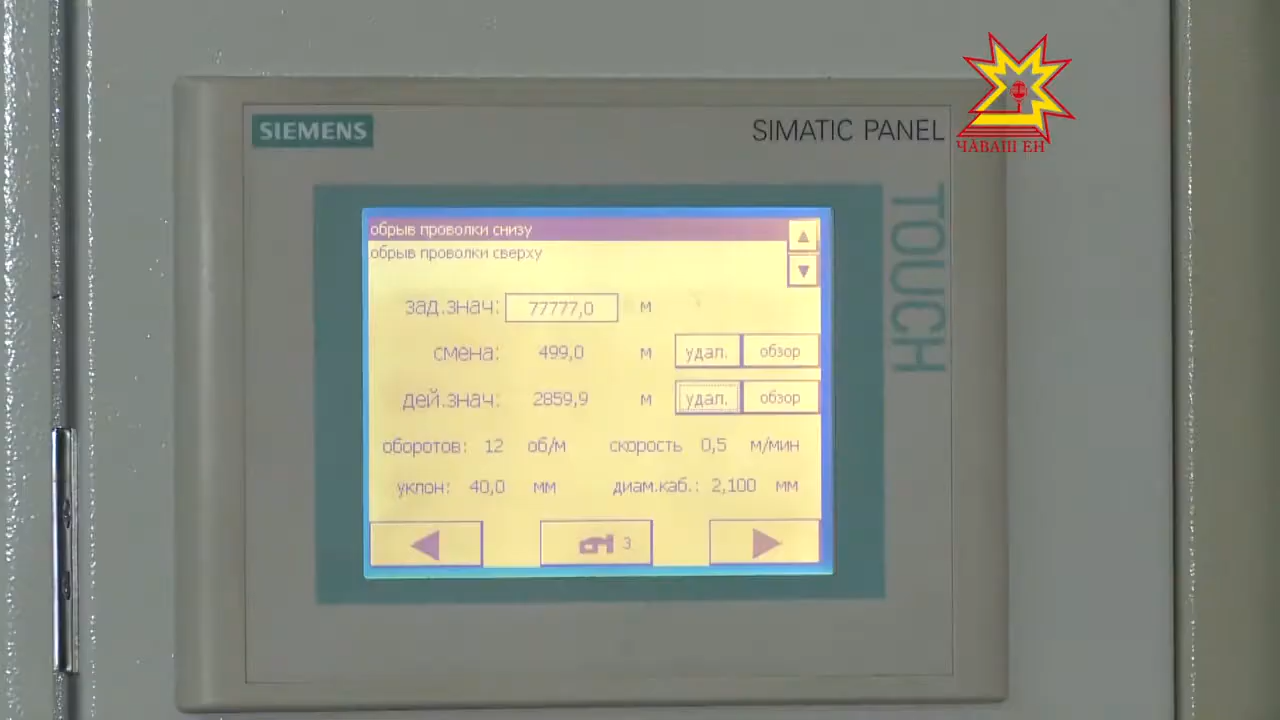 ЧӐВАШ ЕН
SIEMENS
SIMATIC PANEL
TOUCH
обрыв проволки снизу
обрыв проволки сверху
зад.знач: 77777,0 м
смена: 499,0 м удал. обзор
дей.знач: 2859,9 м удал. обзор
оборотов: 12 об/м скорость 0,5 м/мин
уклон: 40,0 мм диам.каб.: 2,100 мм
3